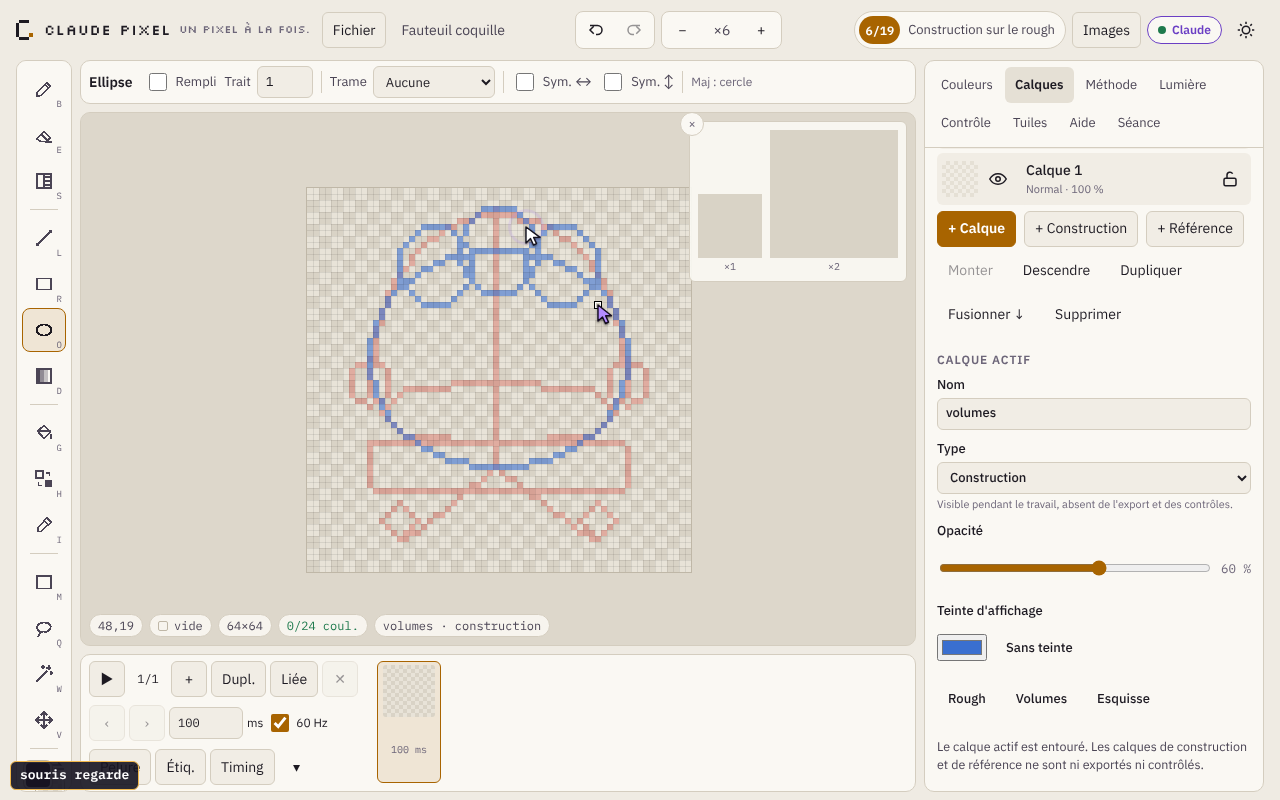 CLAUDE PIXEL UN PIXEL À LA FOIS. Fichier Fauteuil coquille − ×6 + 6/19 Construction sur le rough Images Claude
Ellipse Rempli Trait 1 Trame Aucune Sym. Sym. Maj : cercle
B
E
S
L
R
O
D
G
H
I
M
Q
W
V
×
×1 ×2
48,19 vide 64×64 0/24 coul. volumes · construction
1/1 + Dupl. Liée ×
‹ › 100 ms 60 Hz
Étiq. Timing ▼
100 ms
souris regarde
Couleurs Calques Méthode Lumière
Contrôle Tuiles Aide Séance
Calque 1
Normal · 100 %
+ Calque + Construction + Référence
Monter Descendre Dupliquer
Fusionner ↓ Supprimer
CALQUE ACTIF
Nom
volumes
Type
Construction
Visible pendant le travail, absent de l'export et des contrôles.
Opacité
60 %
Teinte d'affichage
Sans teinte
Rough Volumes Esquisse
Le calque actif est entouré. Les calques de construction
et de référence ne sont ni exportés ni contrôlés.